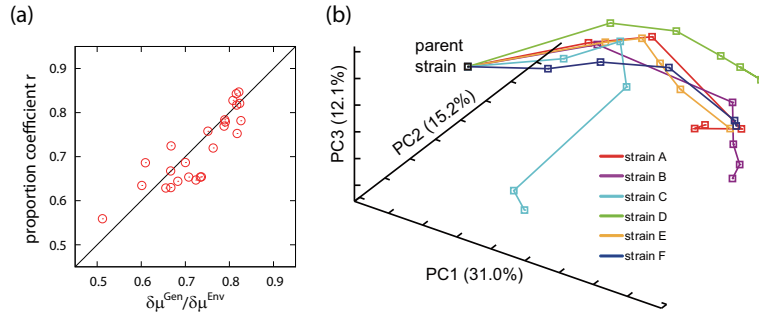 (a)
proportion coefficient r
0.9
0.8
0.7
0.6
0.5
0.5 0.6 0.7 0.8 0.9
δμ^Gen/δμ^Env
(b)
parent
strain
PC3 (12.1%)
PC2 (15.2%)
PC1 (31.0%)
strain A
strain B
strain C
strain D
strain E
strain F